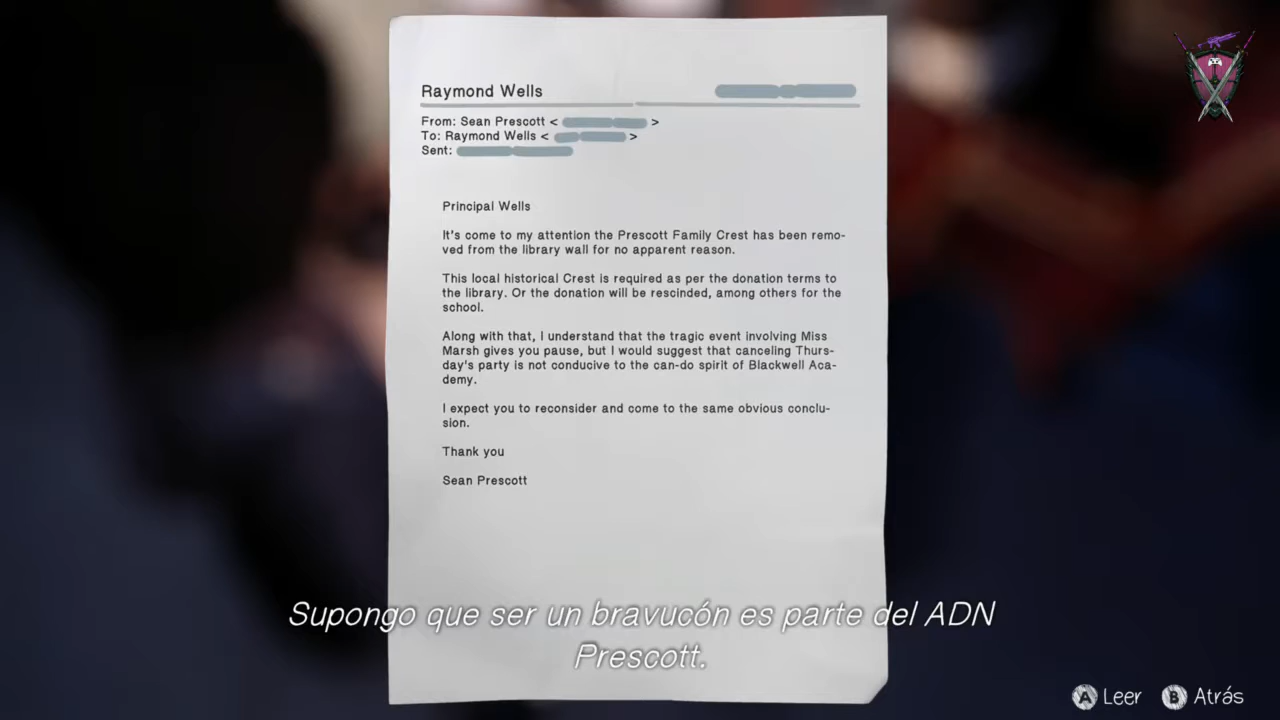 Raymond Wells
From: Sean Prescott < >
To: Raymond Wells < >
Sent:
Principal Wells
It's come to my attention the Prescott Family Crest has been remo-
ved from the library wall for no apparent reason.
This local historical Crest is required as per the donation terms to
the library. Or the donation will be rescinded, among others for the
school.
Along with that, I understand that the tragic event involving Miss
Marsh gives you pause, but I would suggest that canceling Thurs-
day's party is not conducive to the can-do spirit of Blackwell Aca-
demy.
I expect you to reconsider and come to the same obvious conclu-
sion.
Thank you
Sean Prescott
Supongo que ser un bravucón es parte del ADN
Prescott.
A Leer B Atrás